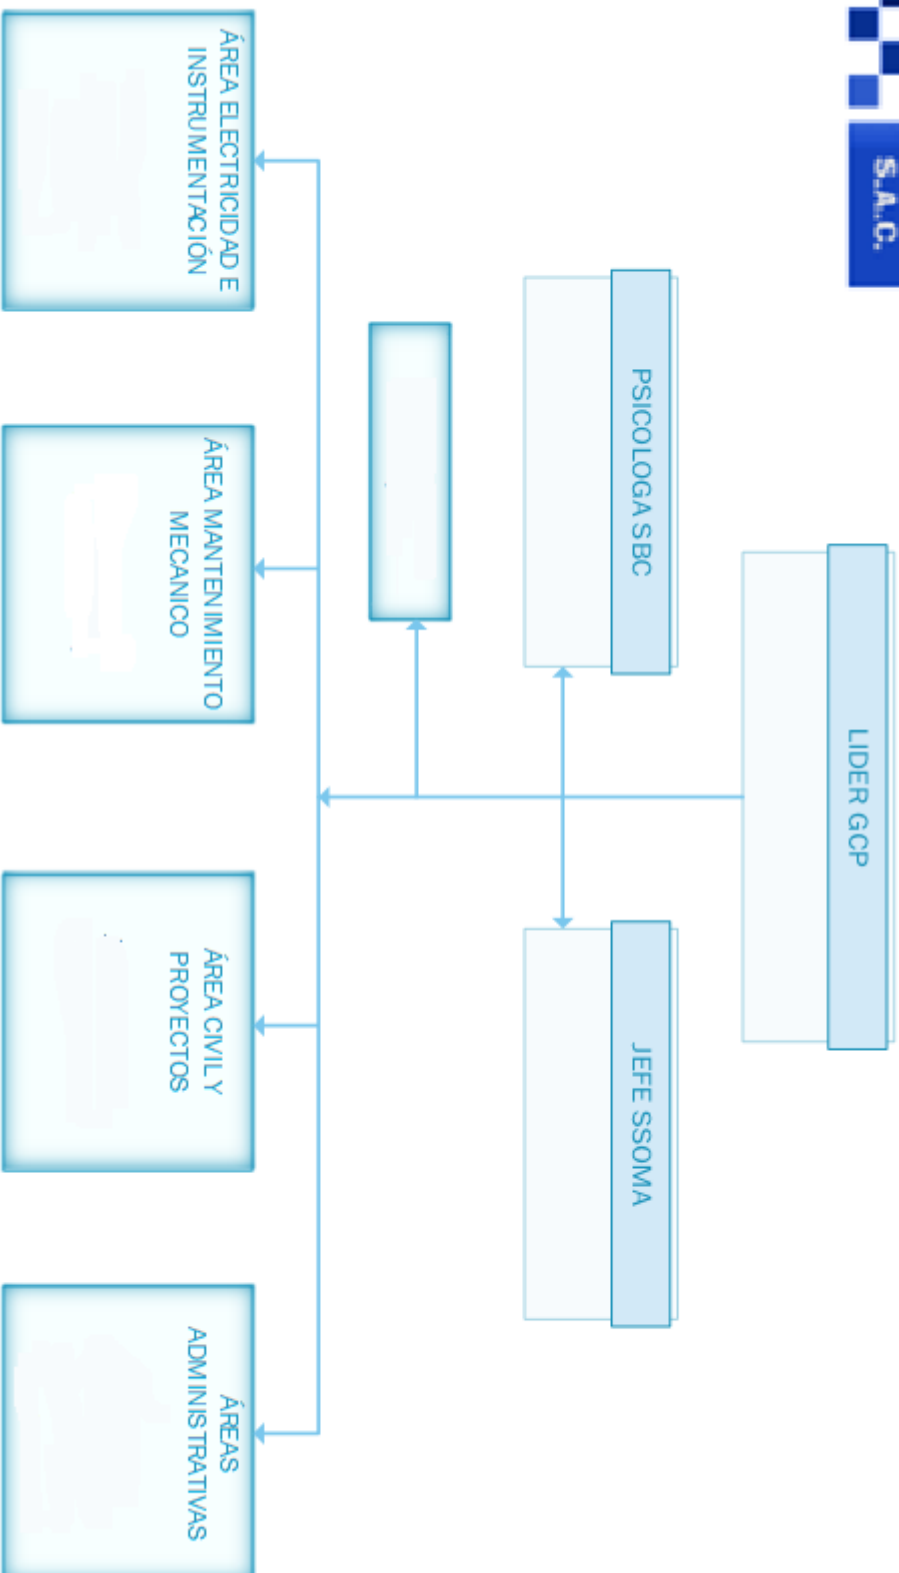 S.A.C.
LIDER GCP
PSICOLOGA SBC
JEFE SSOMA
ÁREA ELECTRICIDAD E
INSTRUMENTACIÓN
ÁREA MANTENIMIENTO
MECANICO
ÁREA CIVIL Y
PROYECTOS
ÁREAS
ADMINISTRATIVAS